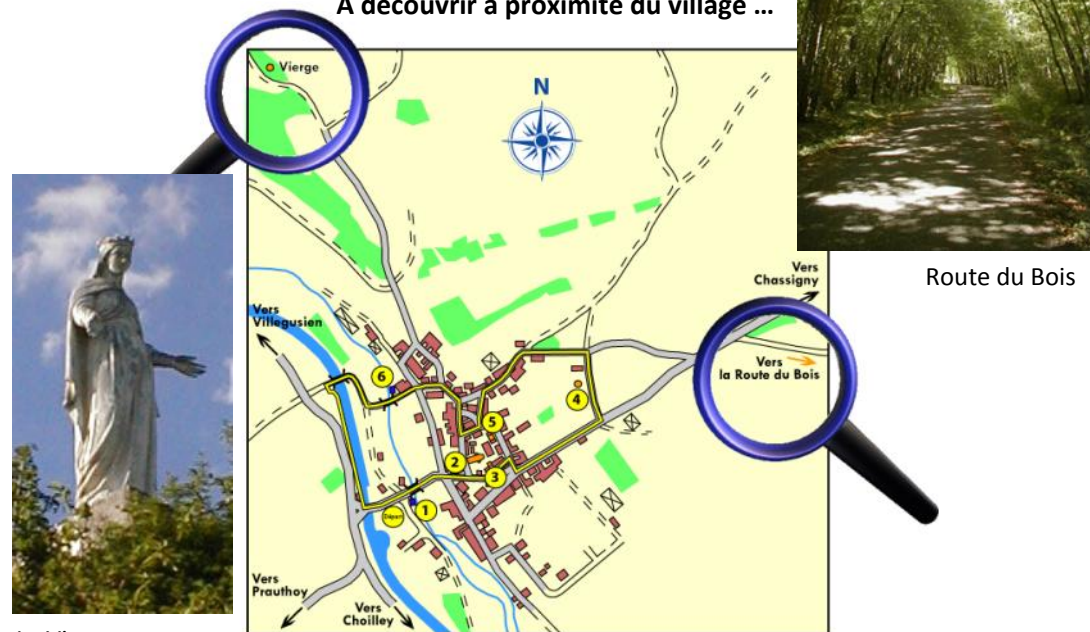 A découvrir à proximité du village …
Vierge
N
Route du Bois
Vers
Chassigny
Vers
Villegusien
Vers
la Route du Bois
6
4
5
2
3
1
Départ
Vers
Prauthoy
Vers
Choilley